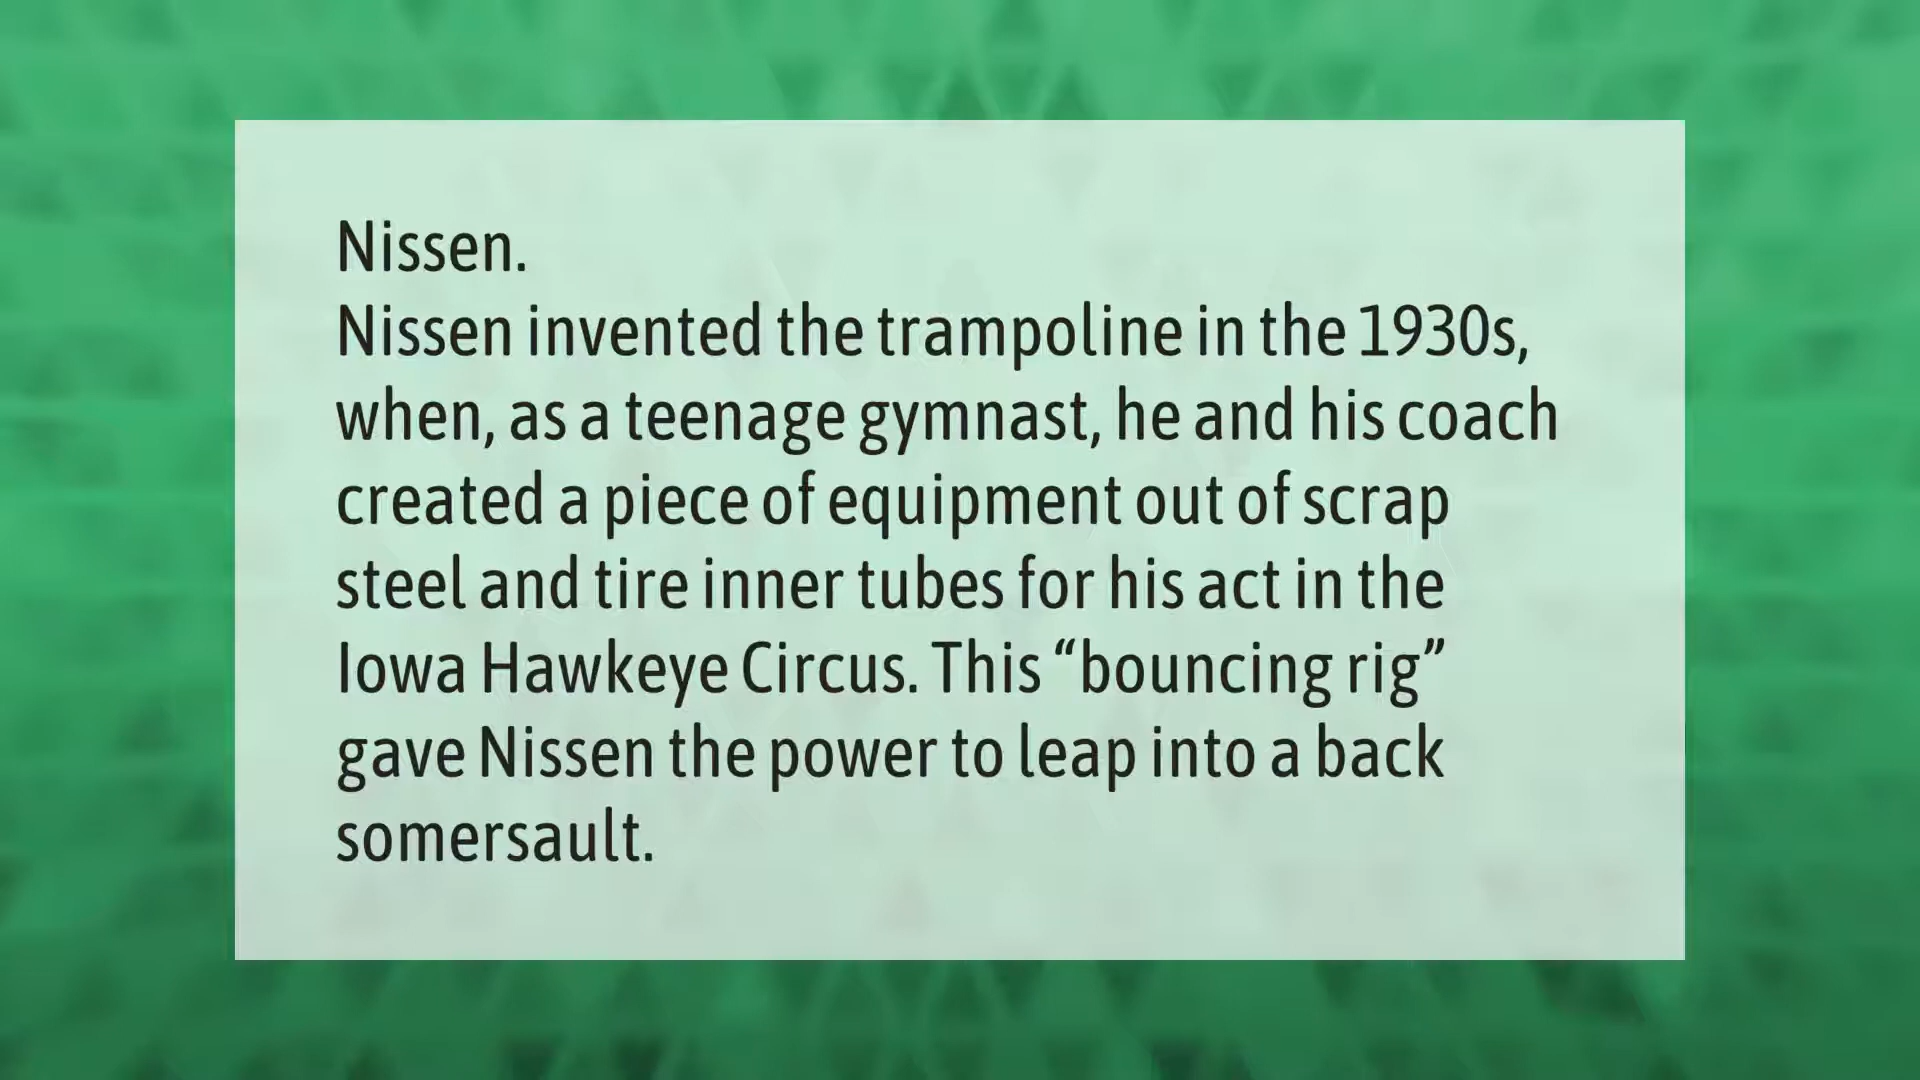 Nissen.
Nissen invented the trampoline in the 1930s,
when, as a teenage gymnast, he and his coach
created a piece of equipment out of scrap
steel and tire inner tubes for his act in the
Iowa Hawkeye Circus. This “bouncing rig”
gave Nissen the power to leap into a back
somersault.